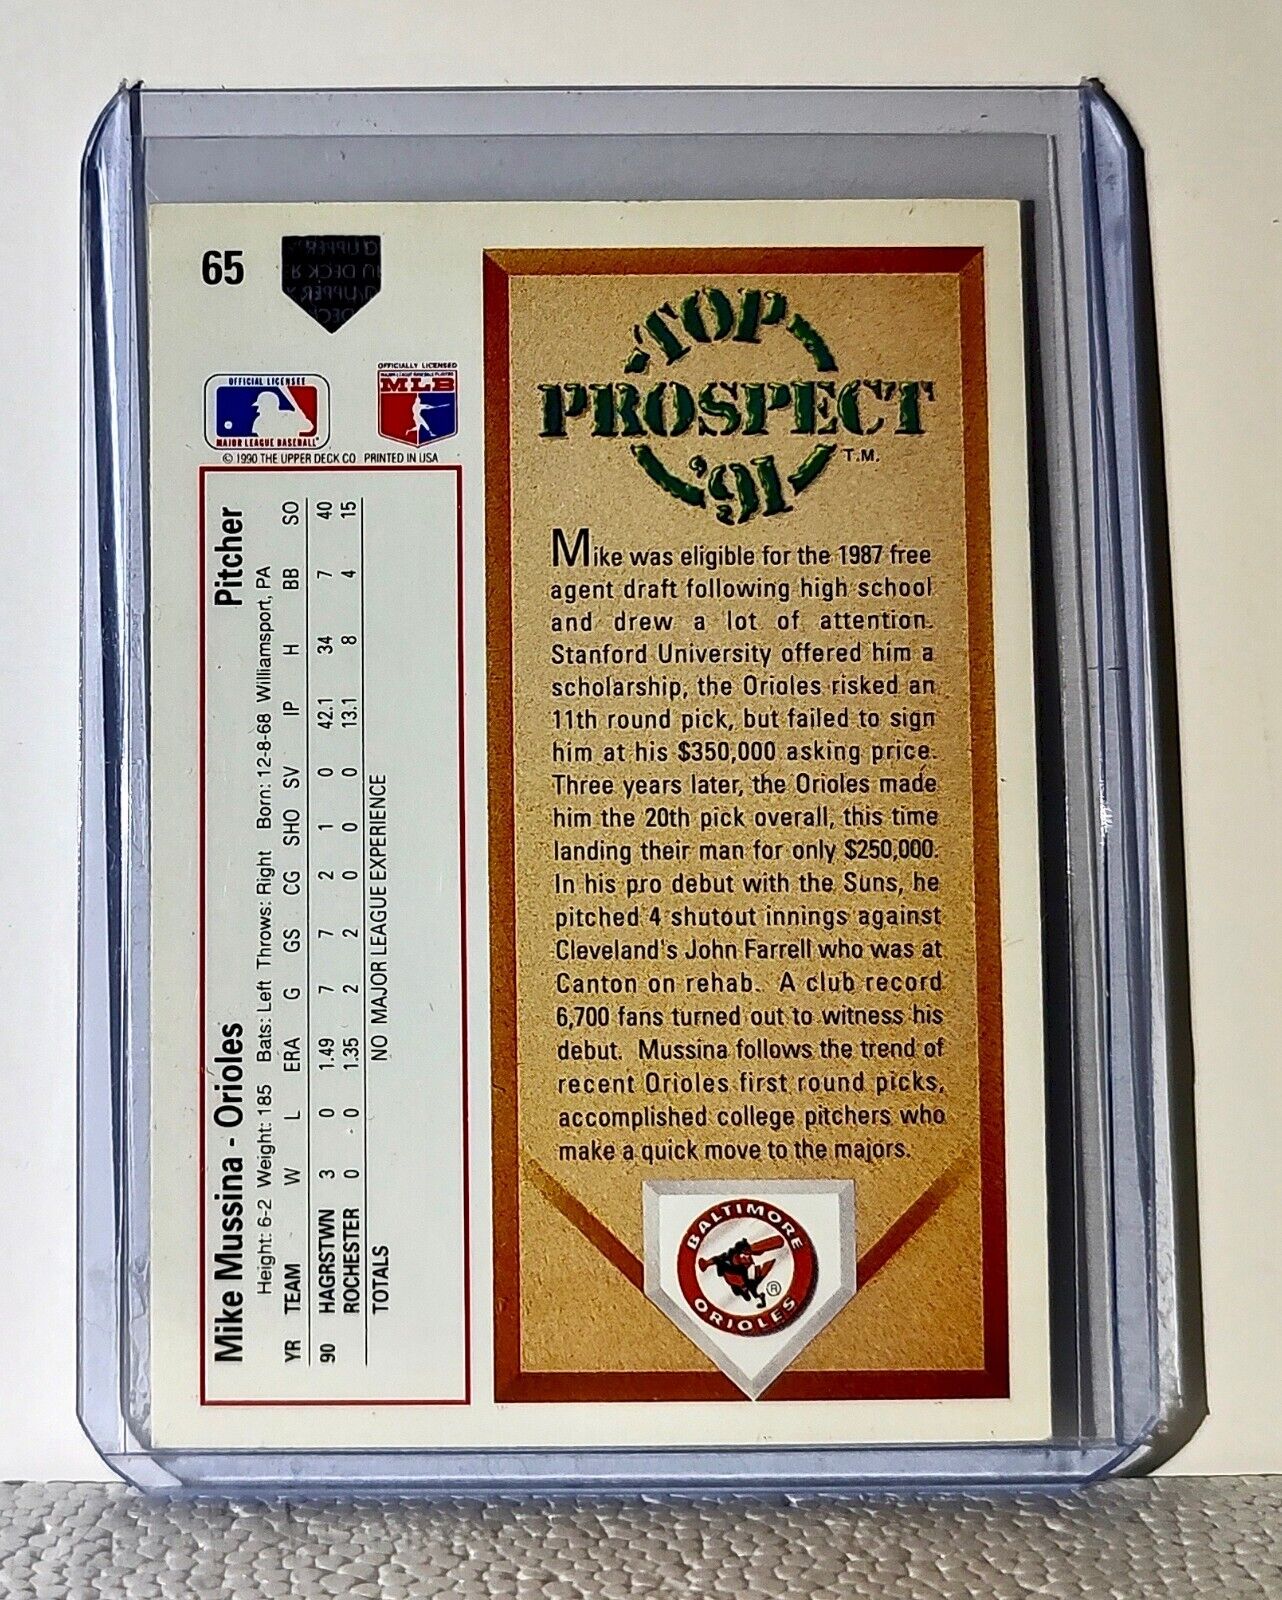 65
OFFICIAL LICENSEE
MAJOR LEAGUE BASEBALL
OFFICIALLY LICENSED
MAJOR LEAGUE BASEBALL PLAYERS
MLB
© 1990 THE UPPER DECK CO PRINTED IN USA
Mike Mussina - Orioles Pitcher
Height: 6-2 Weight: 185 Bats: Left Throws: Right Born: 12-8-68 Williamsport, PA
YR TEAM W L ERA G GS CG SHO SV IP H BB SO
90 HAGRSTWN 3 0 1.49 7 7 2 1 0 42.1 34 7 40
ROCHESTER 0 0 1.35 2 2 0 0 0 13.1 8 4 15
TOTALS NO MAJOR LEAGUE EXPERIENCE
TOP
PROSPECT
'91 T.M.
Mike was eligible for the 1987 free
agent draft following high school
and drew a lot of attention.
Stanford University offered him a
scholarship, the Orioles risked an
11th round pick, but failed to sign
him at his $350,000 asking price.
Three years later, the Orioles made
him the 20th pick overall, this time
landing their man for only $250,000.
In his pro debut with the Suns, he
pitched 4 shutout innings against
Cleveland's John Farrell who was at
Canton on rehab. A club record
6,700 fans turned out to witness his
debut. Mussina follows the trend of
recent Orioles first round picks,
accomplished college pitchers who
make a quick move to the majors.
BALTIMORE
ORIOLES
®